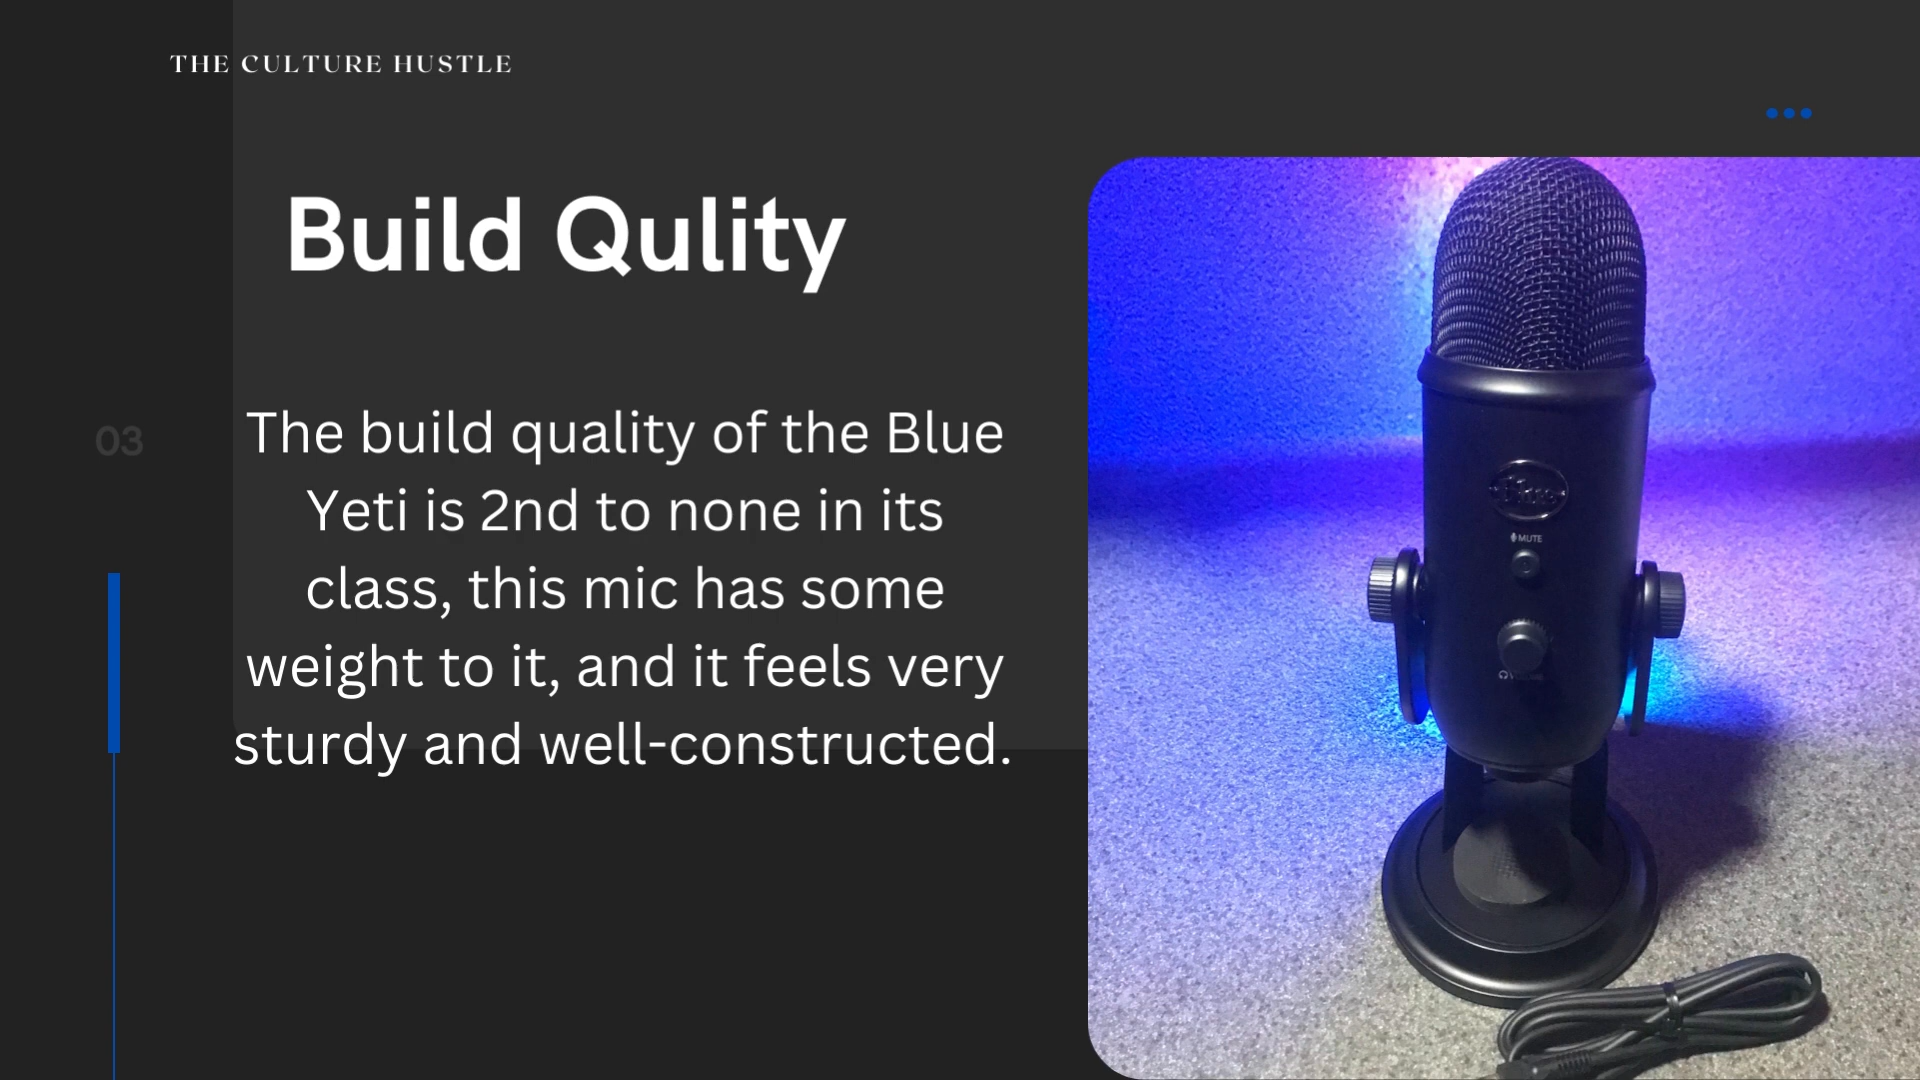 THE CULTURE HUSTLE
Build Qulity
03
The build quality of the Blue
Yeti is 2nd to none in its
class, this mic has some
weight to it, and it feels very
sturdy and well-constructed.
Blue
MUTE